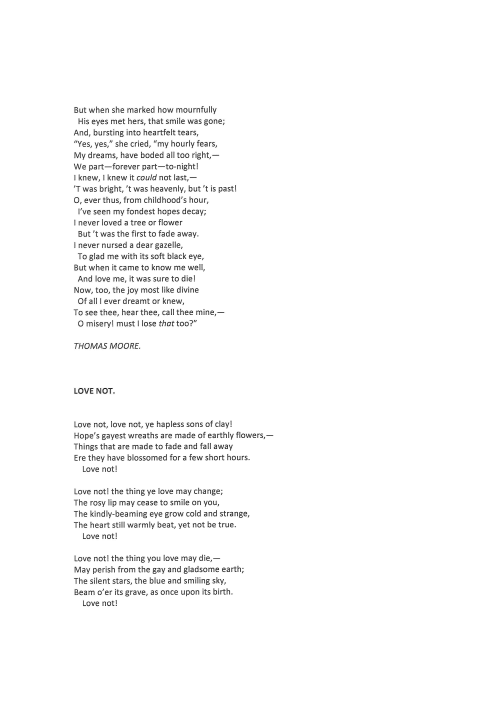 But when she marked how mournfully
His eyes met hers, that smile was gone;
And, bursting into heartfelt tears,
“Yes, yes,” she cried, “my hourly fears,
My dreams, have boded all too right,—
We part—forever part—to-night!
I knew, I knew it could not last,—
’T was bright, ’t was heavenly, but ’t is past!
O, ever thus, from childhood’s hour,
I’ve seen my fondest hopes decay;
I never loved a tree or flower
But ’t was the first to fade away.
I never nursed a dear gazelle,
To glad me with its soft black eye,
But when it came to know me well,
And love me, it was sure to die!
Now, too, the joy most like divine
Of all I ever dreamt or knew,
To see thee, hear thee, call thee mine,—
O misery! must I lose that too?”
THOMAS MOORE.
LOVE NOT.
Love not, love not, ye hapless sons of clay!
Hope’s gayest wreaths are made of earthly flowers,—
Things that are made to fade and fall away
Ere they have blossomed for a few short hours.
Love not!
Love not! the thing ye love may change;
The rosy lip may cease to smile on you,
The kindly-beaming eye grow cold and strange,
The heart still warmly beat, yet not be true.
Love not!
Love not! the thing you love may die,—
May perish from the gay and gladsome earth;
The silent stars, the blue and smiling sky,
Beam o’er its grave, as once upon its birth.
Love not!